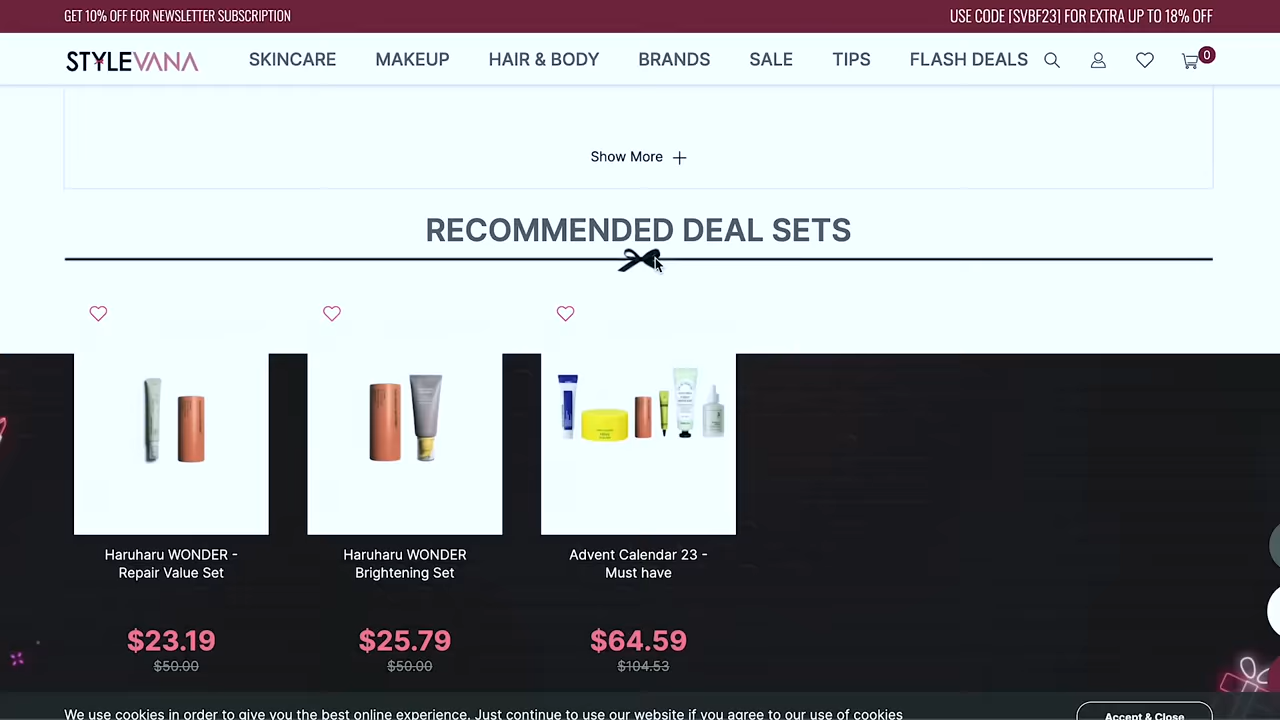 GET 10% OFF FOR NEWSLETTER SUBSCRIPTION
USE CODE [SVBF23] FOR EXTRA UP TO 18% OFF
STYLEVANA
SKINCARE
MAKEUP
HAIR & BODY
BRANDS
SALE
TIPS
FLASH DEALS
0
Show More
RECOMMENDED DEAL SETS
Haruharu WONDER -
Repair Value Set
Haruharu WONDER
Brightening Set
Advent Calendar 23 -
Must have
$23.19
$25.79
$64.59
$50.00
$50.00
$104.53
We use cookies in order to give you the best online experience. Just continue to use our website if you agree to our use of cookies
Accept & Close